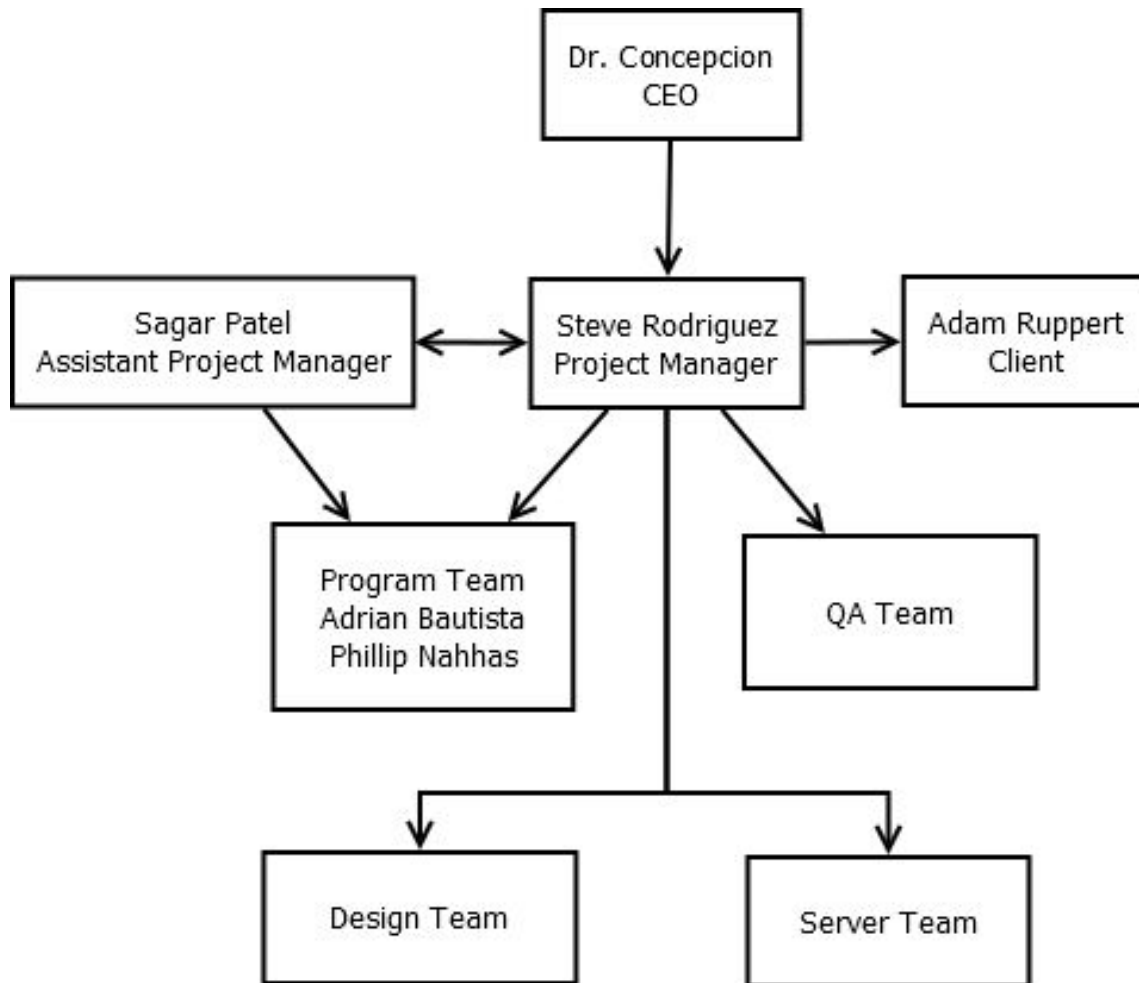 Dr. Concepcion
CEO
Sagar Patel
Assistant Project Manager
Steve Rodriguez
Project Manager
Adam Ruppert
Client
Program Team
Adrian Bautista
Phillip Nahhas
QA Team
Design Team
Server Team